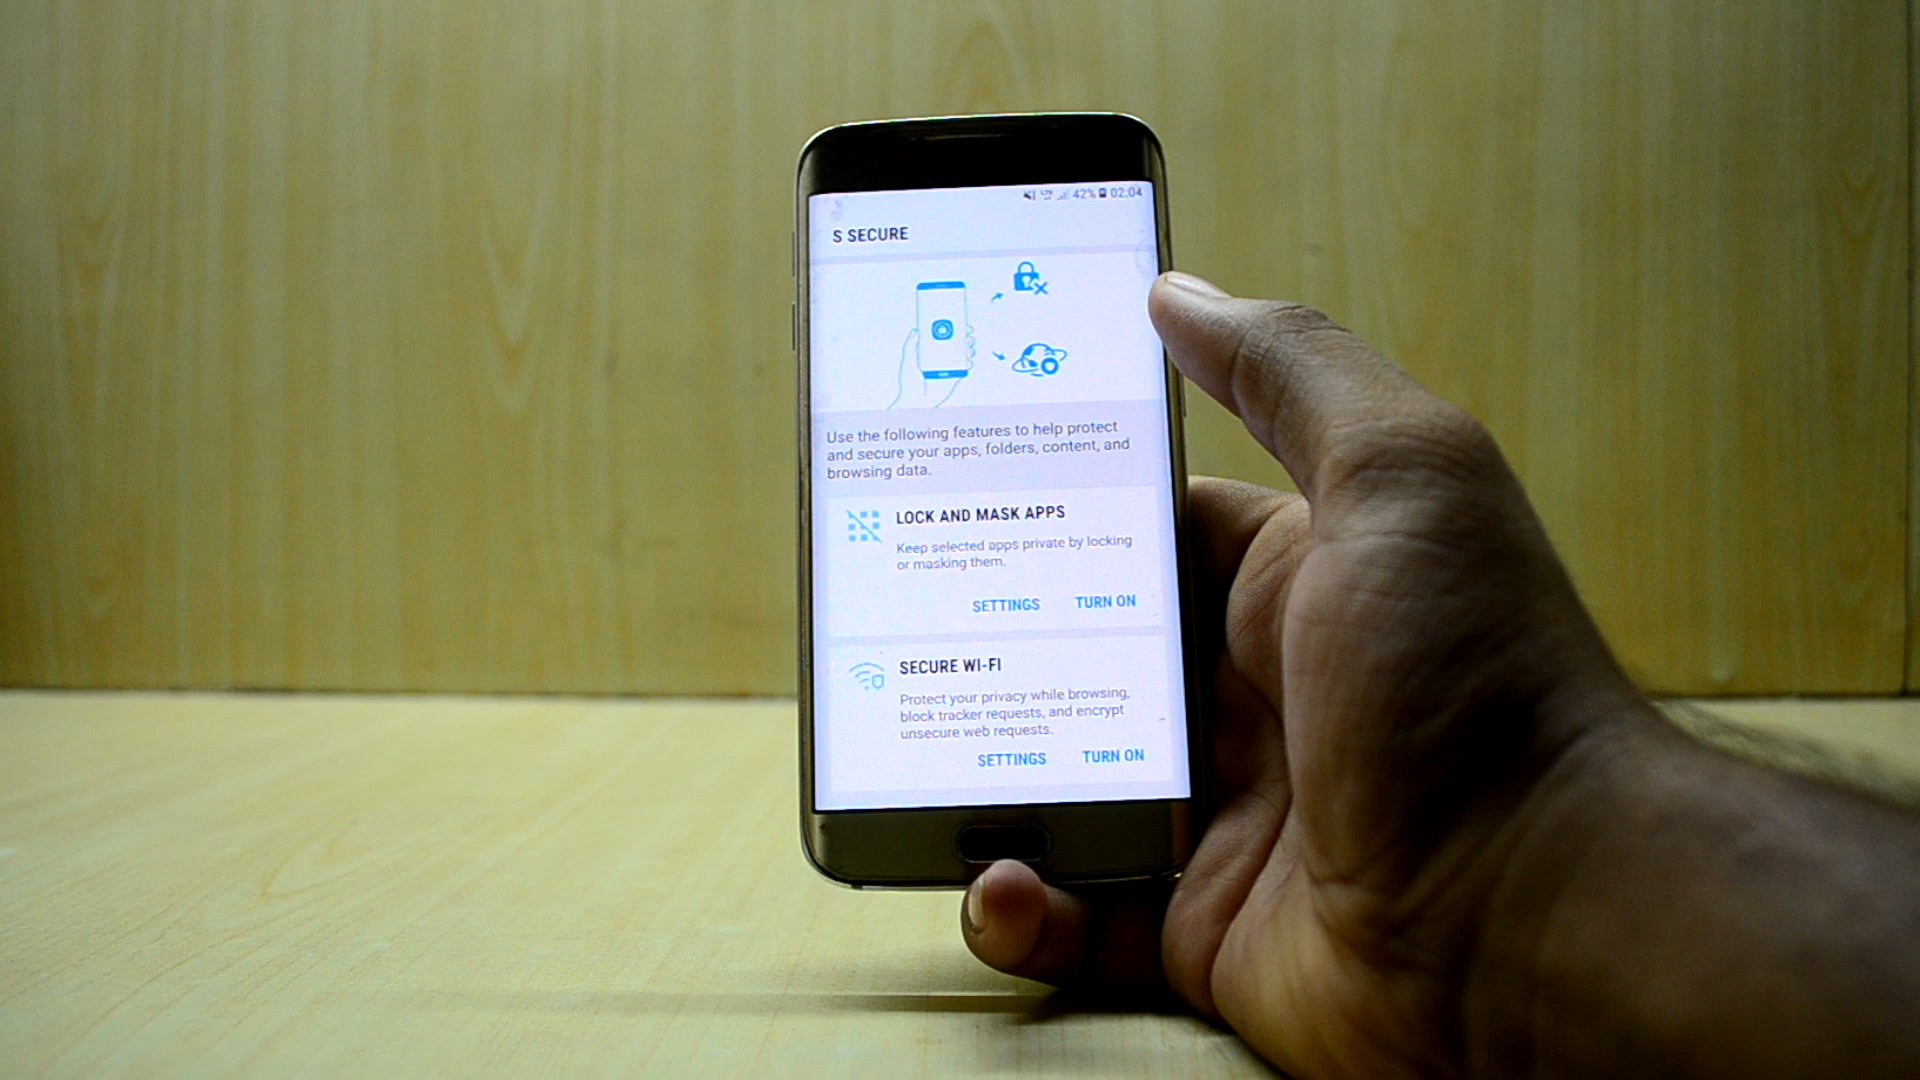 42% 02:04
S SECURE
Use the following features to help protect
and secure your apps, folders, content, and
browsing data.
LOCK AND MASK APPS
Keep selected apps private by locking
or masking them.
SETTINGS TURN ON
SECURE WI-FI
Protect your privacy while browsing,
block tracker requests, and encrypt
unsecure web requests.
SETTINGS TURN ON